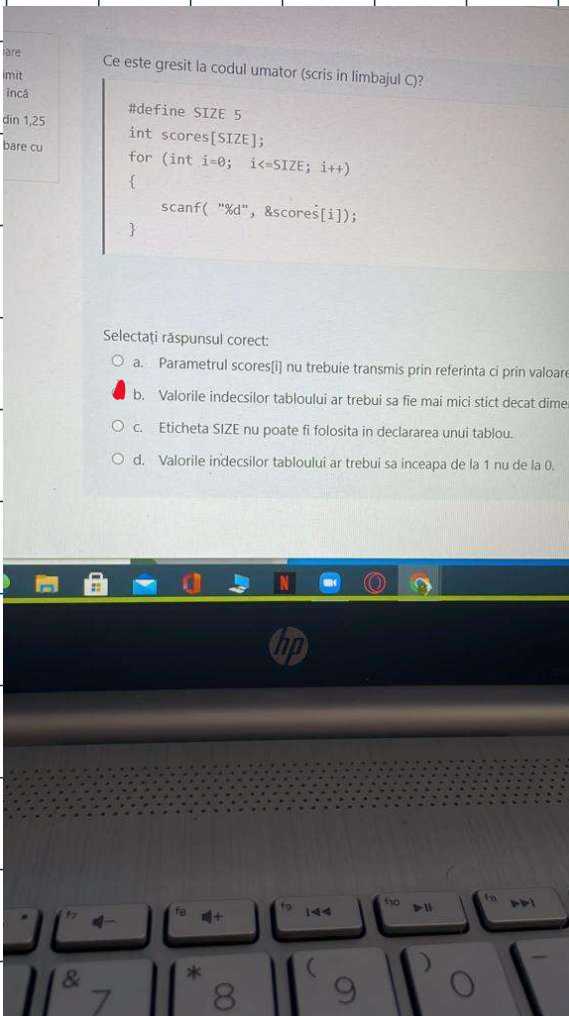 are
imit
încă
din 1,25
bare cu
Ce este gresit la codul umator (scris in limbajul C)?
#define SIZE 5
int scores[SIZE];
for (int i=0; i<=SIZE; i++)
{
scanf( "%d", &scores[i]);
}
Selectați răspunsul corect:
a. Parametrul scores[i] nu trebuie transmis prin referinta ci prin valoare
b. Valorile indecsilor tabloului ar trebui sa fie mai mici stict decat dime
c. Eticheta SIZE nu poate fi folosita in declararea unui tablou.
d. Valorile indecsilor tabloului ar trebui sa inceapa de la 1 nu de la 0.
N
hp
f7 f8 f9 f10 f11
& 7 * 8 ( 9 ) 0